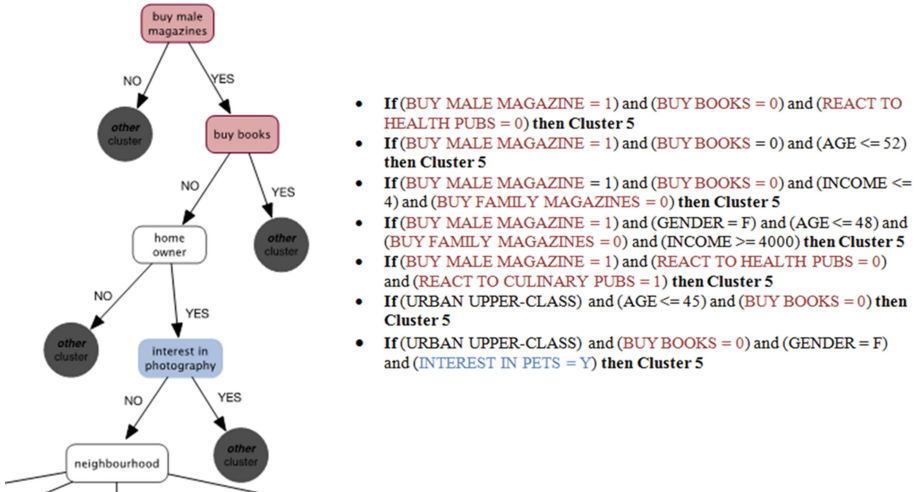 buy male
magazines
NO
YES
other
cluster
buy books
NO
YES
home
owner
other
cluster
NO
YES
other
cluster
interest in
photography
NO
YES
neighbourhood
other
cluster
• If (BUY MALE MAGAZINE = 1) and (BUY BOOKS = 0) and (REACT TO
HEALTH PUBS = 0) then Cluster 5
• If (BUY MALE MAGAZINE = 1) and (BUY BOOKS = 0) and (AGE <= 52)
then Cluster 5
• If (BUY MALE MAGAZINE = 1) and (BUY BOOKS = 0) and (INCOME <=
4) and (BUY FAMILY MAGAZINES = 0) then Cluster 5
• If (BUY MALE MAGAZINE = 1) and (GENDER = F) and (AGE <= 48) and
(BUY FAMILY MAGAZINES = 0) and (INCOME >= 4000) then Cluster 5
• If (BUY MALE MAGAZINE = 1) and (REACT TO HEALTH PUBS = 0)
and (REACT TO CULINARY PUBS = 1) then Cluster 5
• If (URBAN UPPER-CLASS) and (AGE <= 45) and (BUY BOOKS = 0) then
Cluster 5
• If (URBAN UPPER-CLASS) and (BUY BOOKS = 0) and (GENDER = F)
and (INTEREST IN PETS = Y) then Cluster 5